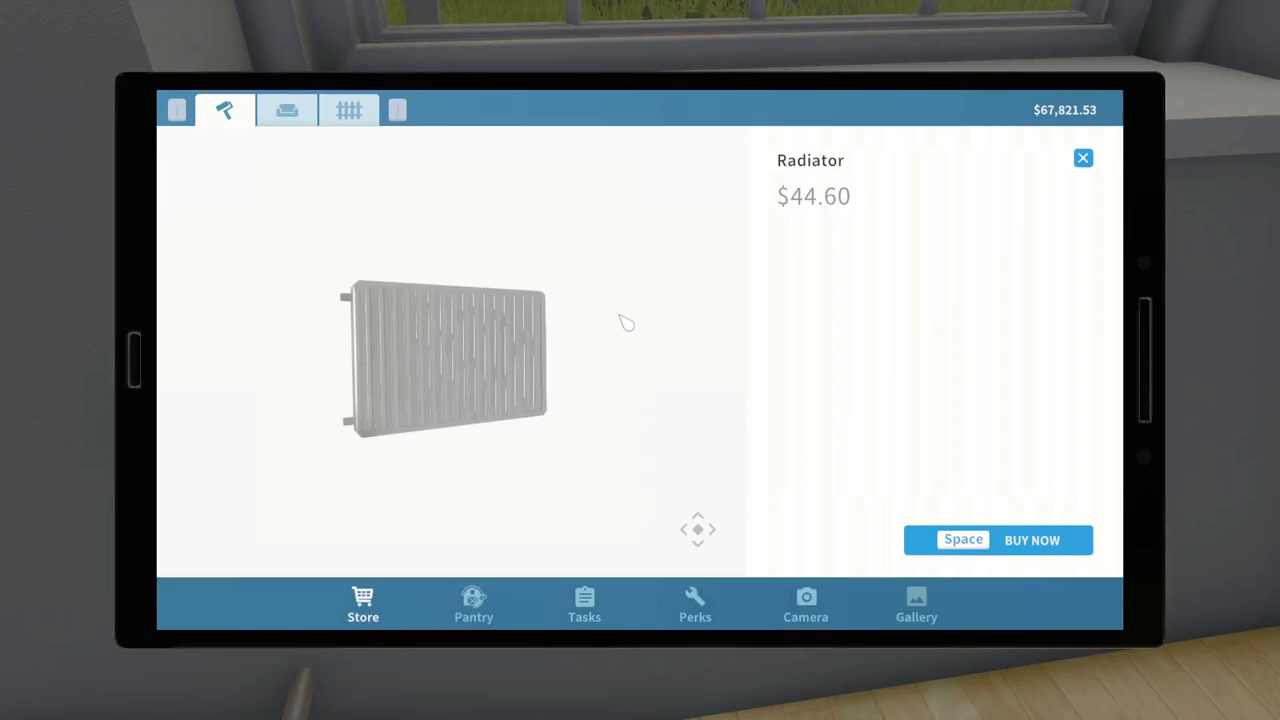 $67,821.53
Radiator
$44.60
Space BUY NOW
Store Pantry Tasks Perks Camera Gallery